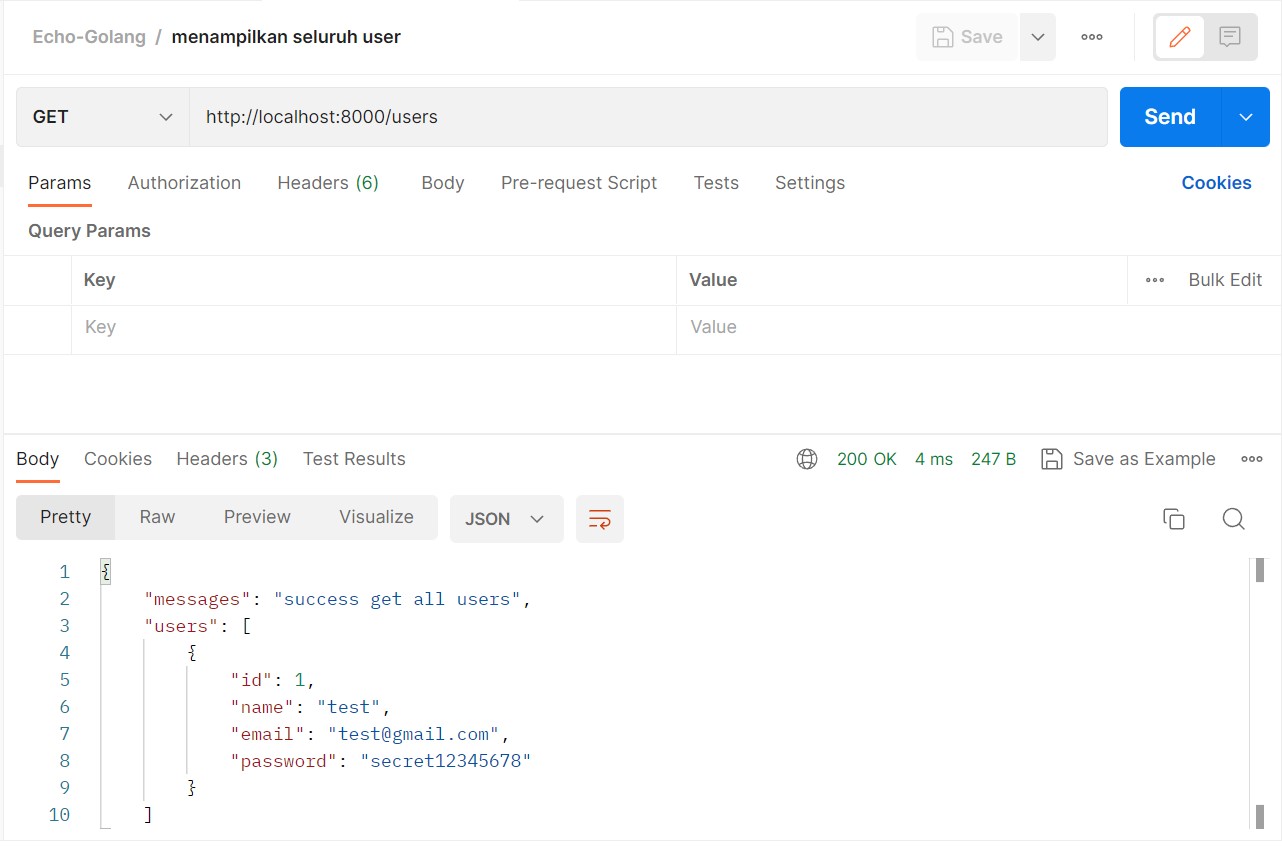 Echo-Golang / menampilkan seluruh user Save
GET http://localhost:8000/users Send
Params Authorization Headers (6) Body Pre-request Script Tests Settings Cookies
Query Params
Key Value Bulk Edit
Key Value
Body Cookies Headers (3) Test Results 200 OK 4 ms 247 B Save as Example
Pretty Raw Preview Visualize JSON
1 {
2 "messages": "success get all users",
3 "users": [
4 {
5 "id": 1,
6 "name": "test",
7 "email": "test@gmail.com",
8 "password": "secret12345678"
9 }
10 ]